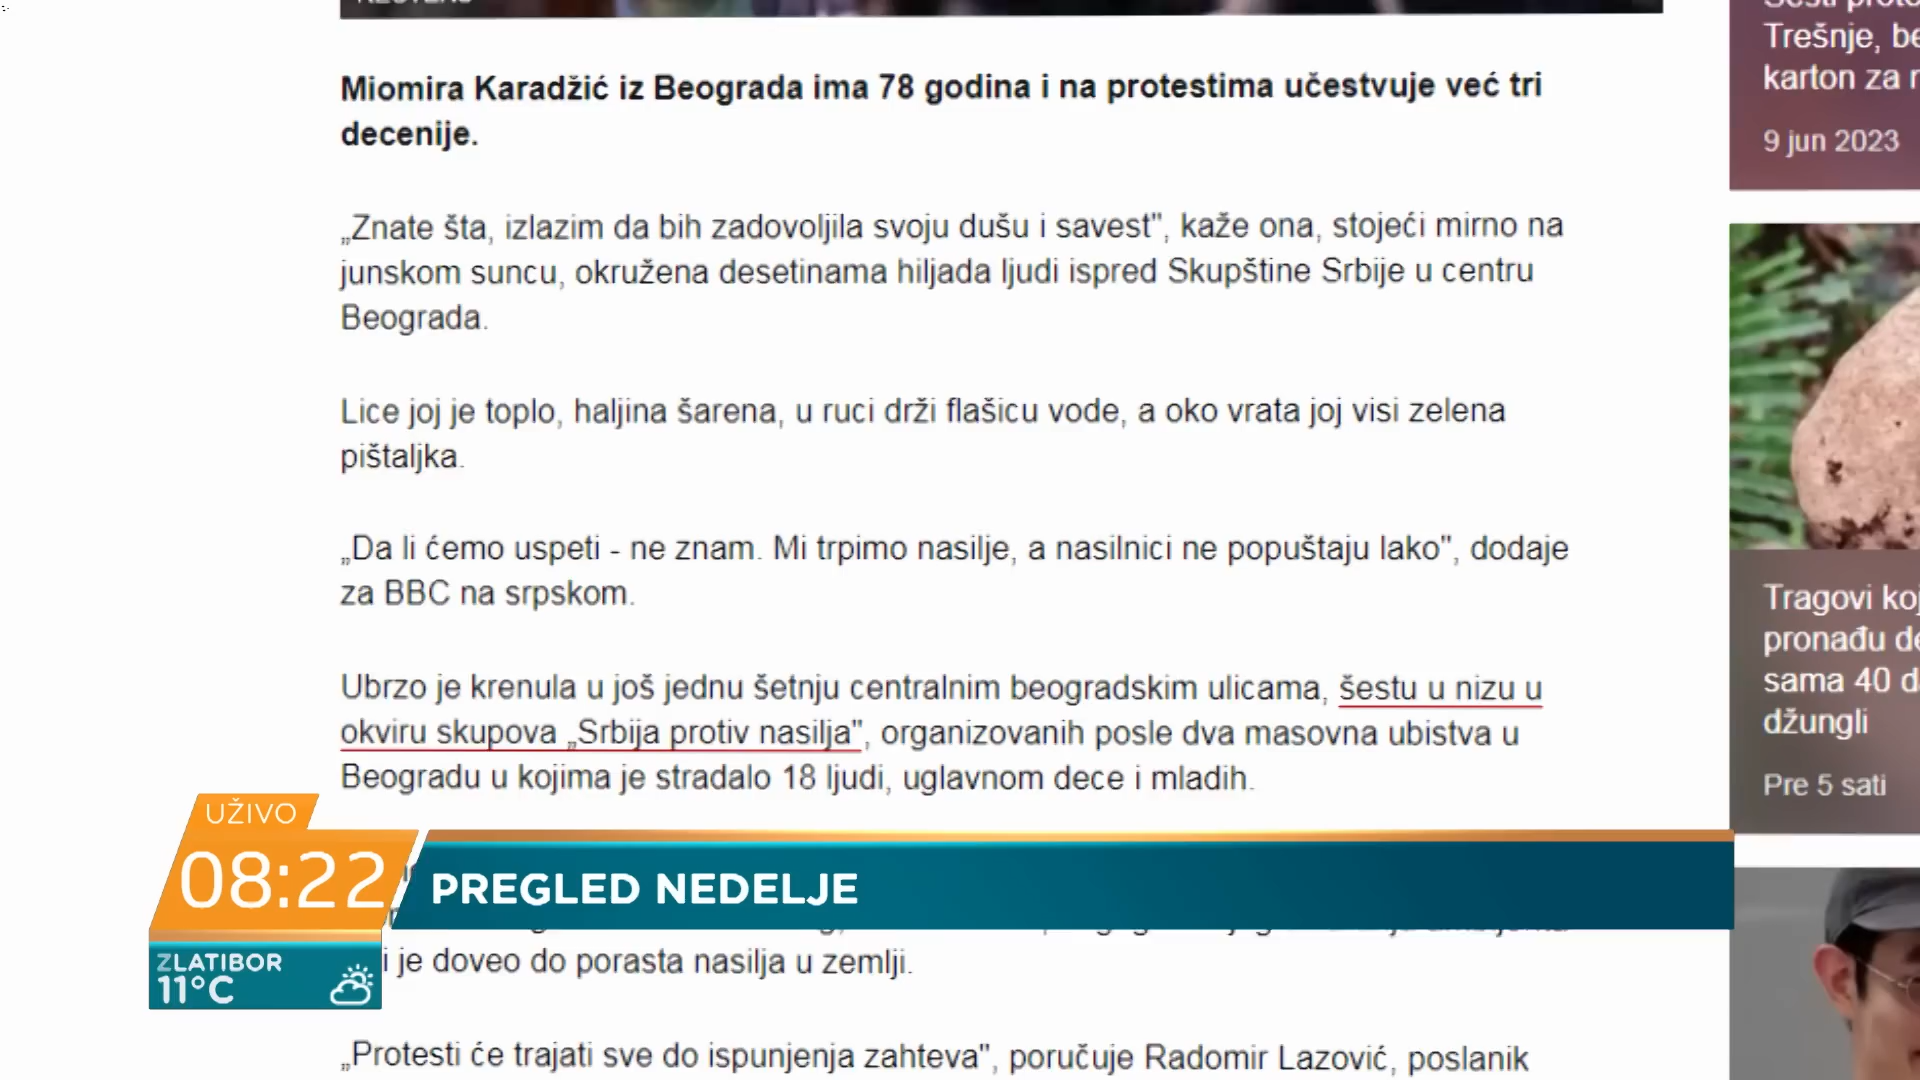 Miomira Karadžić iz Beograda ima 78 godina i na protestima učestvuje već tri
decenije.
„Znate šta, izlazim da bih zadovoljila svoju dušu i savest", kaže ona, stojeći mirno na
junskom suncu, okružena desetinama hiljada ljudi ispred Skupštine Srbije u centru
Beograda.
Lice joj je toplo, haljina šarena, u ruci drži flašicu vode, a oko vrata joj visi zelena
pištaljka.
„Da li ćemo uspeti - ne znam. Mi trpimo nasilje, a nasilnici ne popuštaju lako", dodaje
za BBC na srpskom.
Ubrzo je krenula u još jednu šetnju centralnim beogradskim ulicama, šestu u nizu u
okviru skupova „Srbija protiv nasilja", organizovanih posle dva masovna ubistva u
Beogradu u kojima je stradalo 18 ljudi, uglavnom dece i mladih.
i je doveo do porasta nasilja u zemlji.
„Protesti će trajati sve do ispunjenja zahteva", poručuje Radomir Lazović, poslanik
Trešnje,
karton za
9 jun 2023
Tragovi
pronađu
sama 40
džungli
Pre 5 sati
UŽIVO
08:22
PREGLED NEDELJE
ZLATIBOR
11°C